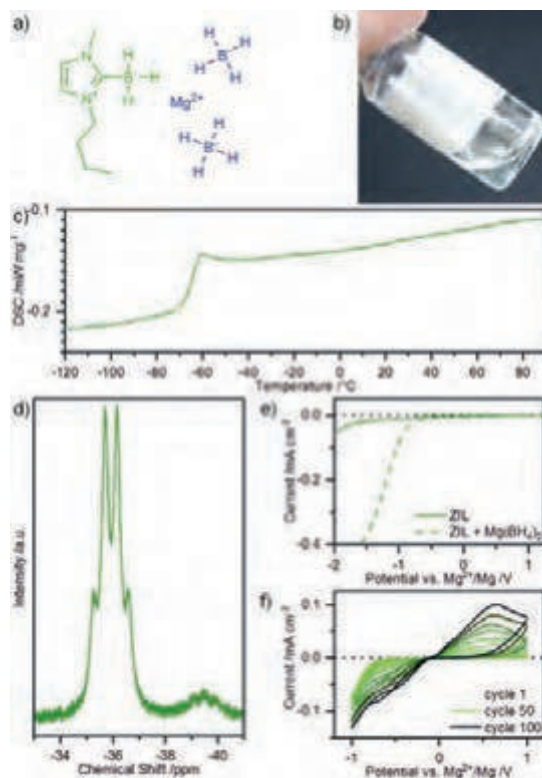 a)
N
H
B
H
H
N+
H
H
B
H
H
Mg2+
H
H
B
H
H
b)
c)
DSC /mW mg-1
-0.1
-0.2
-120 -100 -80 -60 -40 -20 0 20 40 60 80
Temperature /°C
d)
Intensity /a.u.
-34 -36 -38 -40
Chemical Shift /ppm
e)
Current /mA cm-2
0.0
-0.2
-0.4
ZIL
ZIL + Mg(BH4)2
-2 -1 0 1
Potential vs. Mg2+/Mg /V
f)
Current /mA cm-2
0.1
0.0
-0.1
cycle 1
cycle 50
cycle 100
-1 0 1
Potential vs. Mg2+/Mg /V